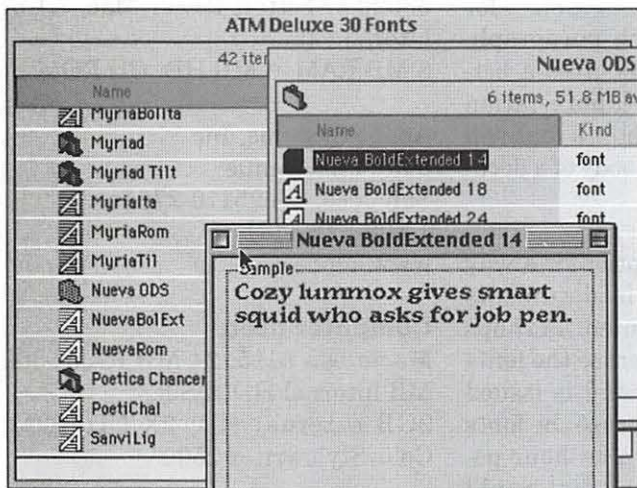 ATM Deluxe 30 Fonts
42 iter
Name
MyriaBolIta
Myriad
Myriad Tilt
MyriaIta
MyriaRom
MyriaTil
Nueva ODS
NuevaBolExt
NuevaRom
Poetica Chancer
PoetiChal
SanviLig
Nueva ODS
6 items, 51.8 MB av
Name Kind
Nueva BoldExtended 14 font
Nueva BoldExtended 18 font
Nueva BoldExtended 24 font
Nueva BoldExtended 14
Sample
Cozy lummox gives smart
squid who asks for job pen.